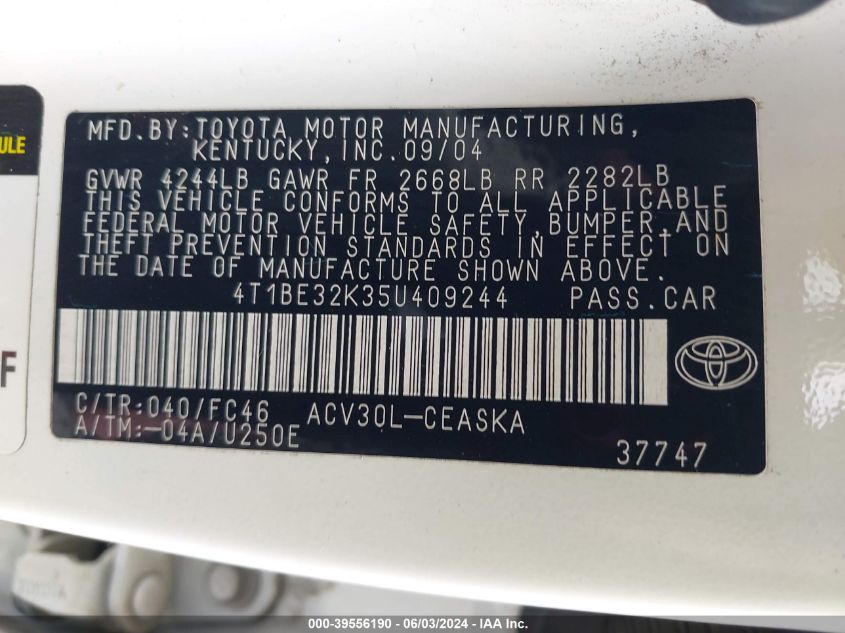 ULE
F
MFD.BY:TOYOTA MOTOR MANUFACTURING,
KENTUCKY,INC.09/04
GVWR 4244LB GAWR FR 2668LB RR 2282LB
THIS VEHICLE CONFORMS TO ALL APPLICABLE
FEDERAL MOTOR VEHICLE SAFETY,BUMPER,AND
THEFT PREVENTION STANDARDS IN EFFECT ON
THE DATE OF MANUFACTURE SHOWN ABOVE.
4T1BE32K35U409244 PASS.CAR
C/TR:040/FC46 ACV30L-CEASKA
A/TM:-04A/U250E
37747
TOYOTA
000-39556190 - 06/03/2024 - IAA Inc.